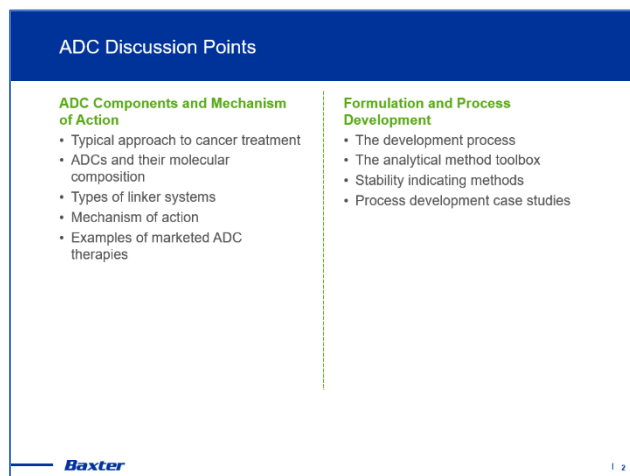 ADC Discussion Points
ADC Components and Mechanism
of Action
• Typical approach to cancer treatment
• ADCs and their molecular
composition
• Types of linker systems
• Mechanism of action
• Examples of marketed ADC
therapies
Formulation and Process
Development
• The development process
• The analytical method toolbox
• Stability indicating methods
• Process development case studies
Baxter
| 2